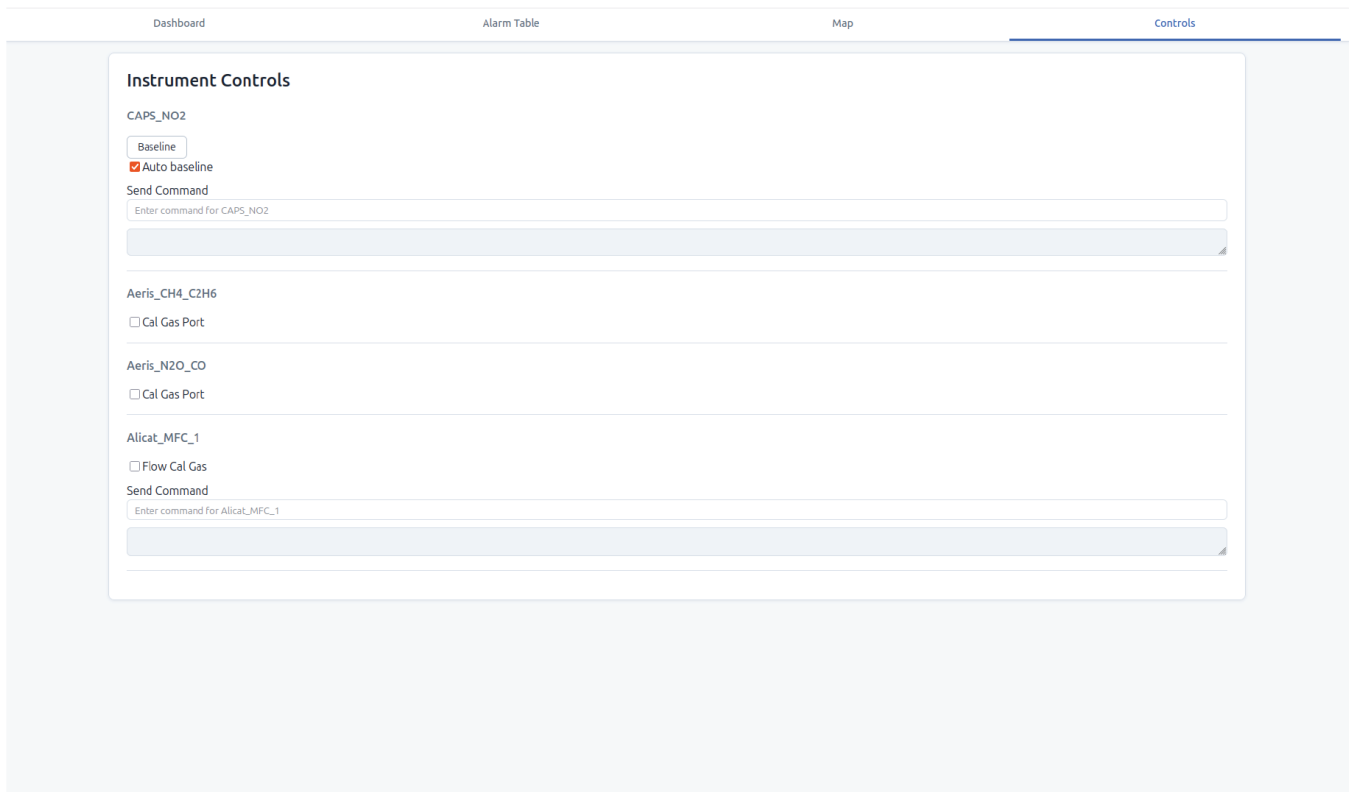 Dashboard Alarm Table Map Controls
Instrument Controls
CAPS_NO2
Baseline
Auto baseline
Send Command
Enter command for CAPS_NO2
Aeris_CH4_C2H6
Cal Gas Port
Aeris_N2O_CO
Cal Gas Port
Alicat_MFC_1
Flow Cal Gas
Send Command
Enter command for Alicat_MFC_1